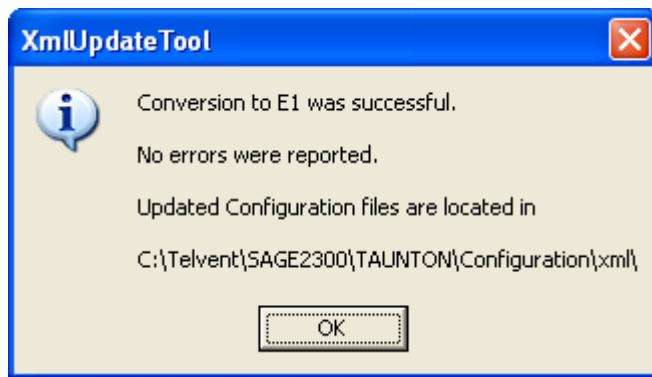 XmlUpdateTool
Conversion to E1 was successful.
No errors were reported.
Updated Configuration files are located in
C:\Telvent\SAGE2300\TAUNTON\Configuration\xml\
OK